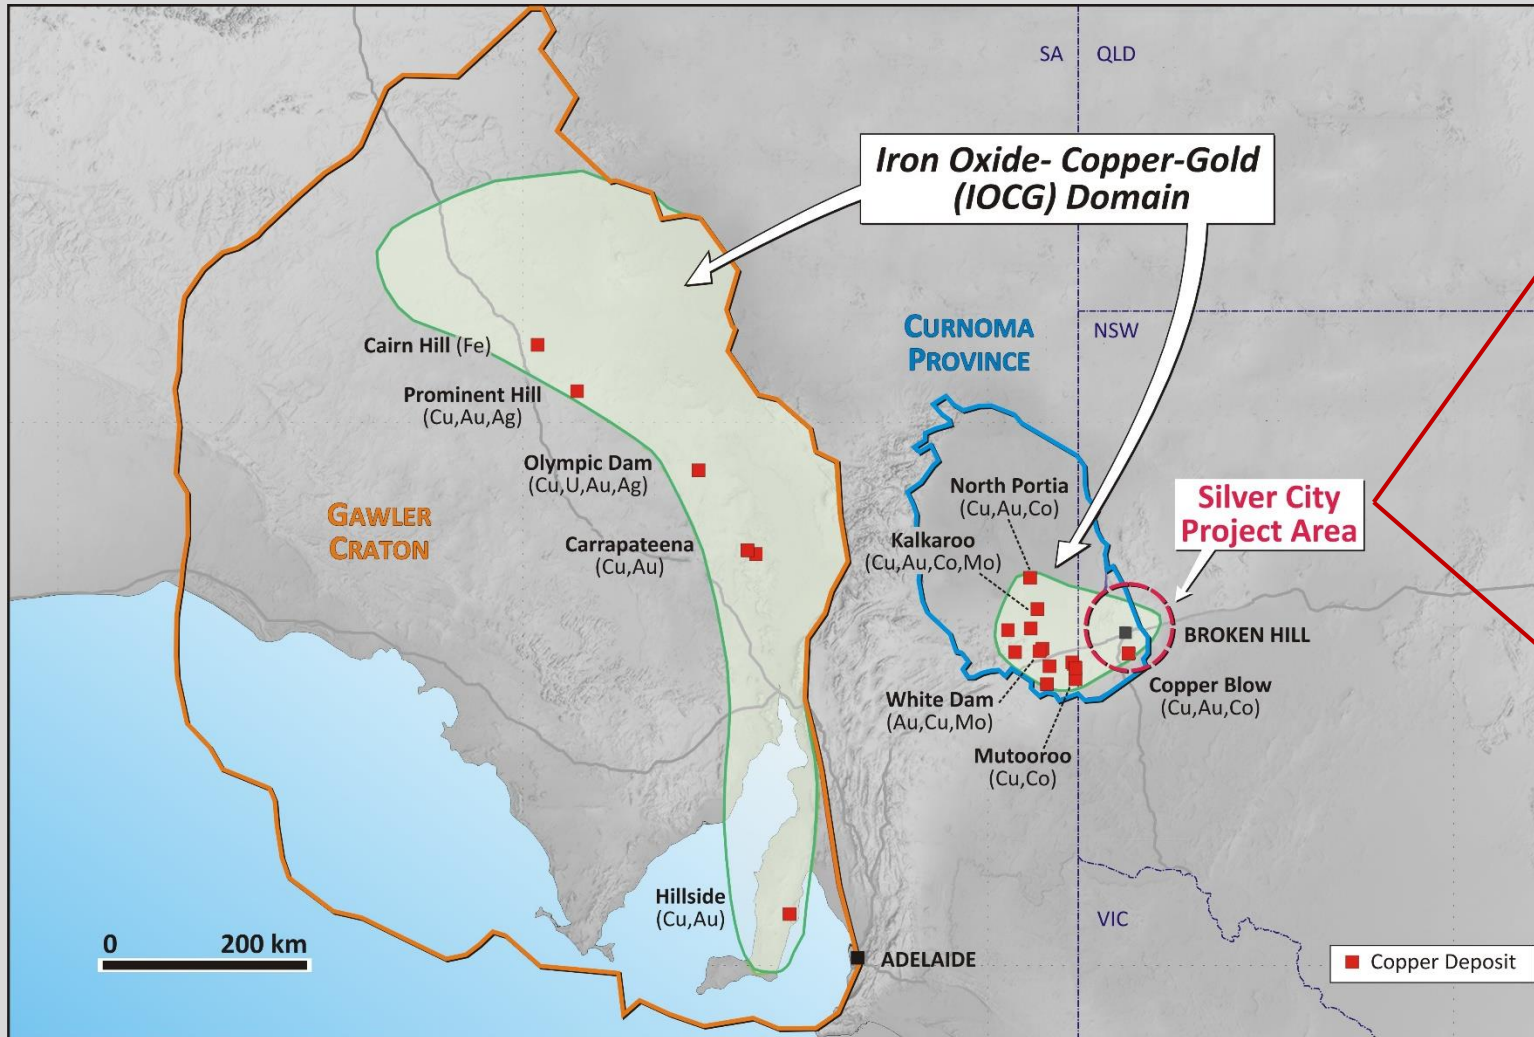 SA
QLD
Iron Oxide- Copper-Gold
(IOCG) Domain
CURNOMA
PROVINCE
NSW
Cairn Hill (Fe)
Prominent Hill
(Cu,Au,Ag)
Olympic Dam
(Cu,U,Au,Ag)
GAWLER
CRATON
Carrapateena
(Cu,Au)
North Portia
(Cu,Au,Co)
Kalkaroo
(Cu,Au,Co,Mo)
Silver City
Project Area
BROKEN HILL
White Dam
(Au,Cu,Mo)
Copper Blow
(Cu,Au,Co)
Mutooroo
(Cu,Co)
Hillside
(Cu,Au)
VIC
0 200 km
ADELAIDE
Copper Deposit